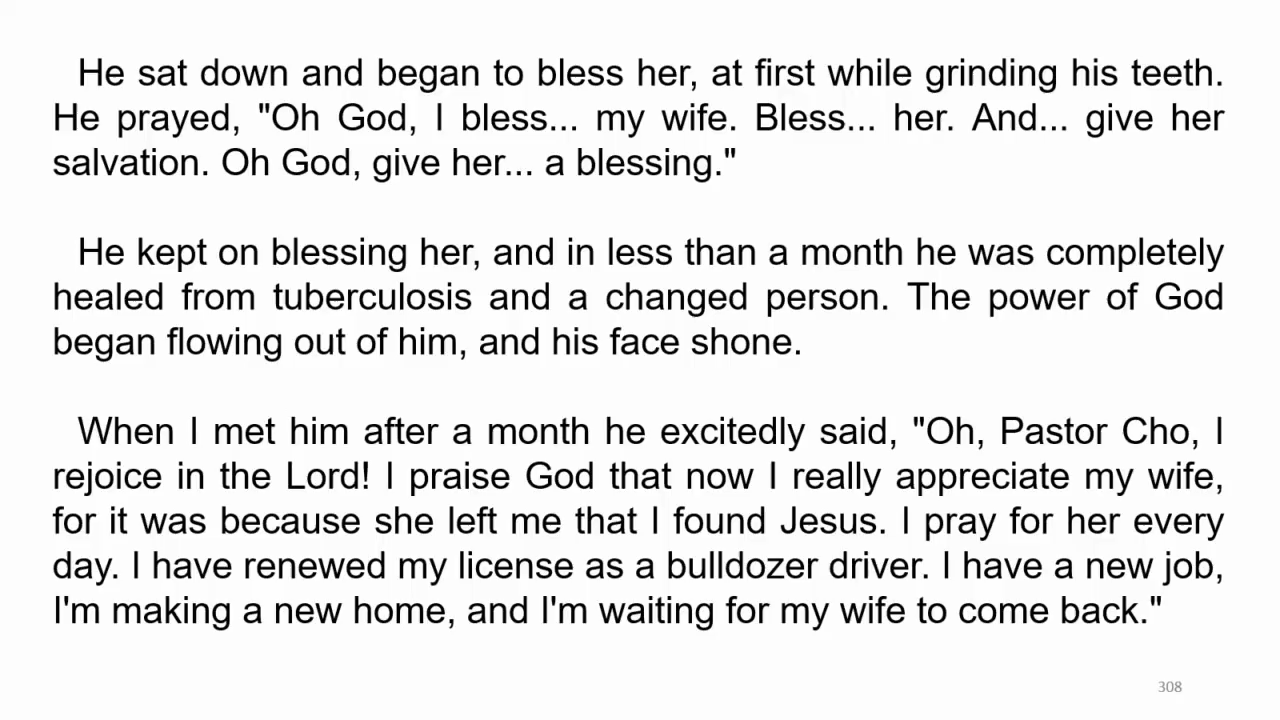 He sat down and began to bless her, at first while grinding his teeth.
He prayed, "Oh God, I bless... my wife. Bless... her. And... give her
salvation. Oh God, give her... a blessing."
He kept on blessing her, and in less than a month he was completely
healed from tuberculosis and a changed person. The power of God
began flowing out of him, and his face shone.
When I met him after a month he excitedly said, "Oh, Pastor Cho, I
rejoice in the Lord! I praise God that now I really appreciate my wife,
for it was because she left me that I found Jesus. I pray for her every
day. I have renewed my license as a bulldozer driver. I have a new job,
I'm making a new home, and I'm waiting for my wife to come back."
308